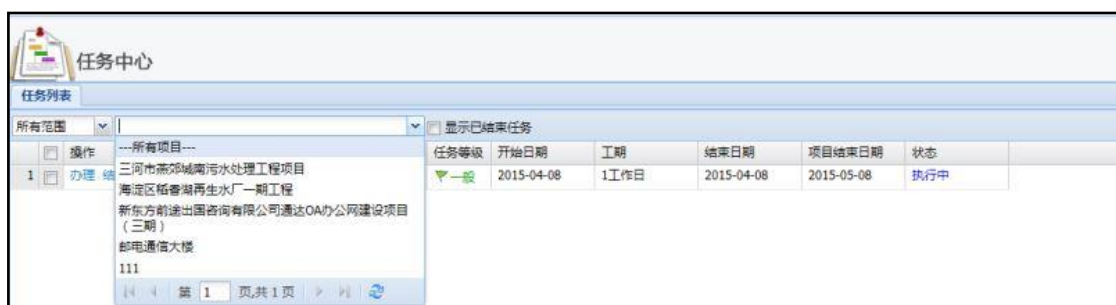 任务中心
任务列表
所有范围 显示已结束任务
操作 任务等级 开始日期 工期 结束日期 项目结束日期 状态
1 办理 结 一般 2015-04-08 1工作日 2015-04-08 2015-05-08 执行中
---所有项目---
三河市燕郊城南污水处理工程项目
海淀区稻香湖再生水厂一期工程
新东方前途出国咨询有限公司通达OA办公网建设项目
（三期）
邮电通信大楼
111
第 1 页,共1页